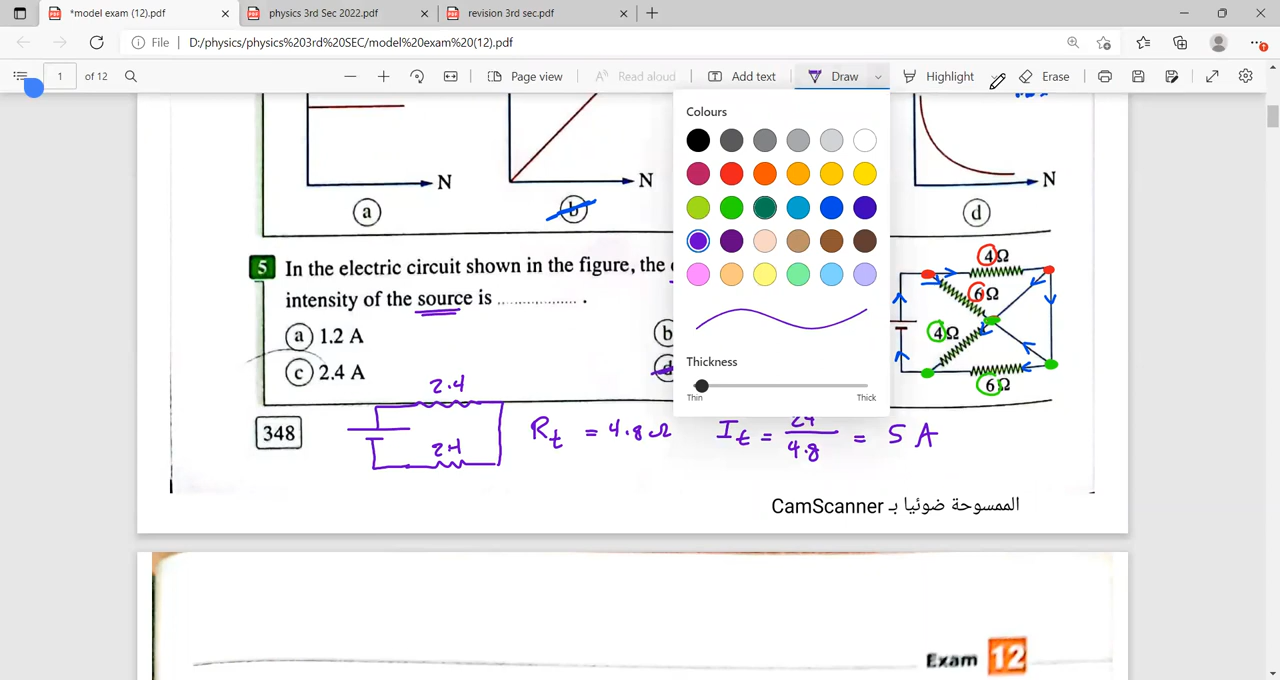 *model exam (12).pdf
physics 3rd Sec 2022.pdf
revision 3rd sec.pdf
File
D:/physics/physics%203rd%20SEC/model%20exam%20(12).pdf
1 of 12
Page view
Read aloud
Add text
Draw
Highlight
Erase
Colours
Thickness
Thin
Thick
N
N
N
a
b
d
5 In the electric circuit shown in the figure, the
intensity of the source is ................ .
a 1.2 A
b
c 2.4 A
d
4Ω
6Ω
4Ω
6Ω
348
2.4
2.4
Rt = 4.8 Ω
It = 24 / 4.8 = 5 A
الممسوحة ضوئيا بـ CamScanner
Exam 12